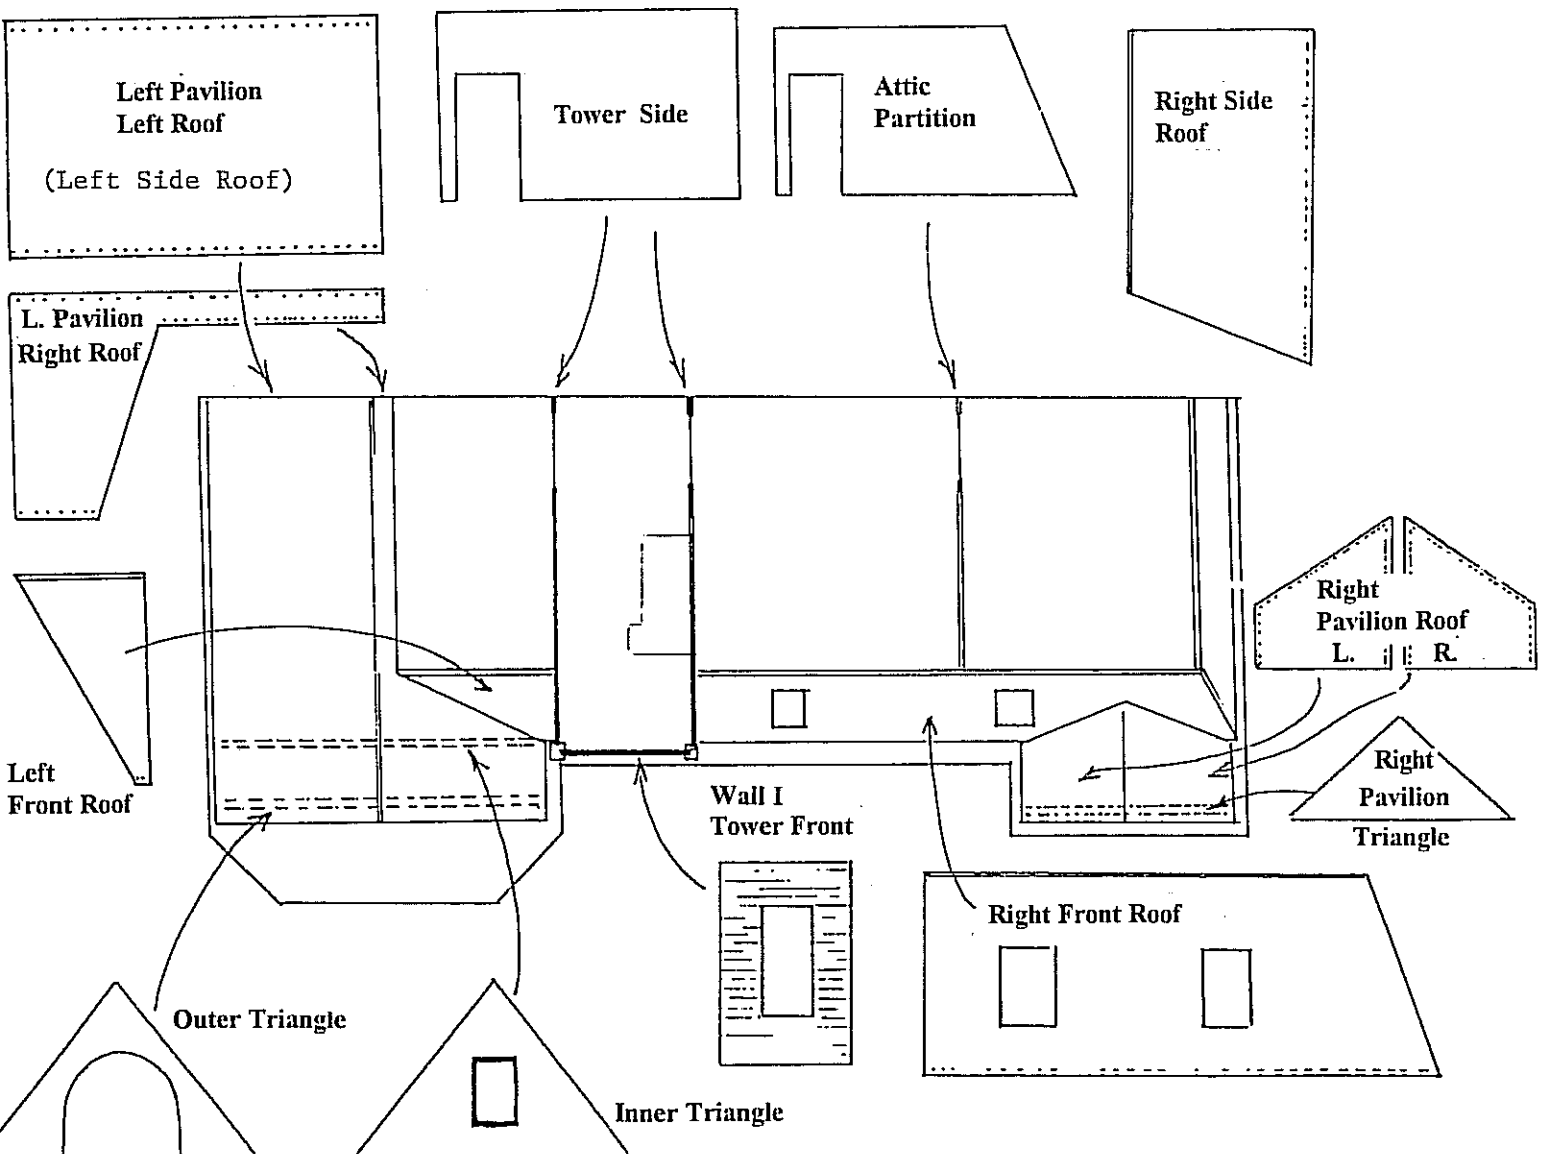 Left Pavilion
Left Roof
(Left Side Roof)
Tower Side
Attic
Partition
Right Side
Roof
L. Pavilion
Right Roof
Right
Pavilion Roof
L. R.
Left
Front Roof
Right
Pavilion
Triangle
Wall I
Tower Front
Right Front Roof
Outer Triangle
Inner Triangle